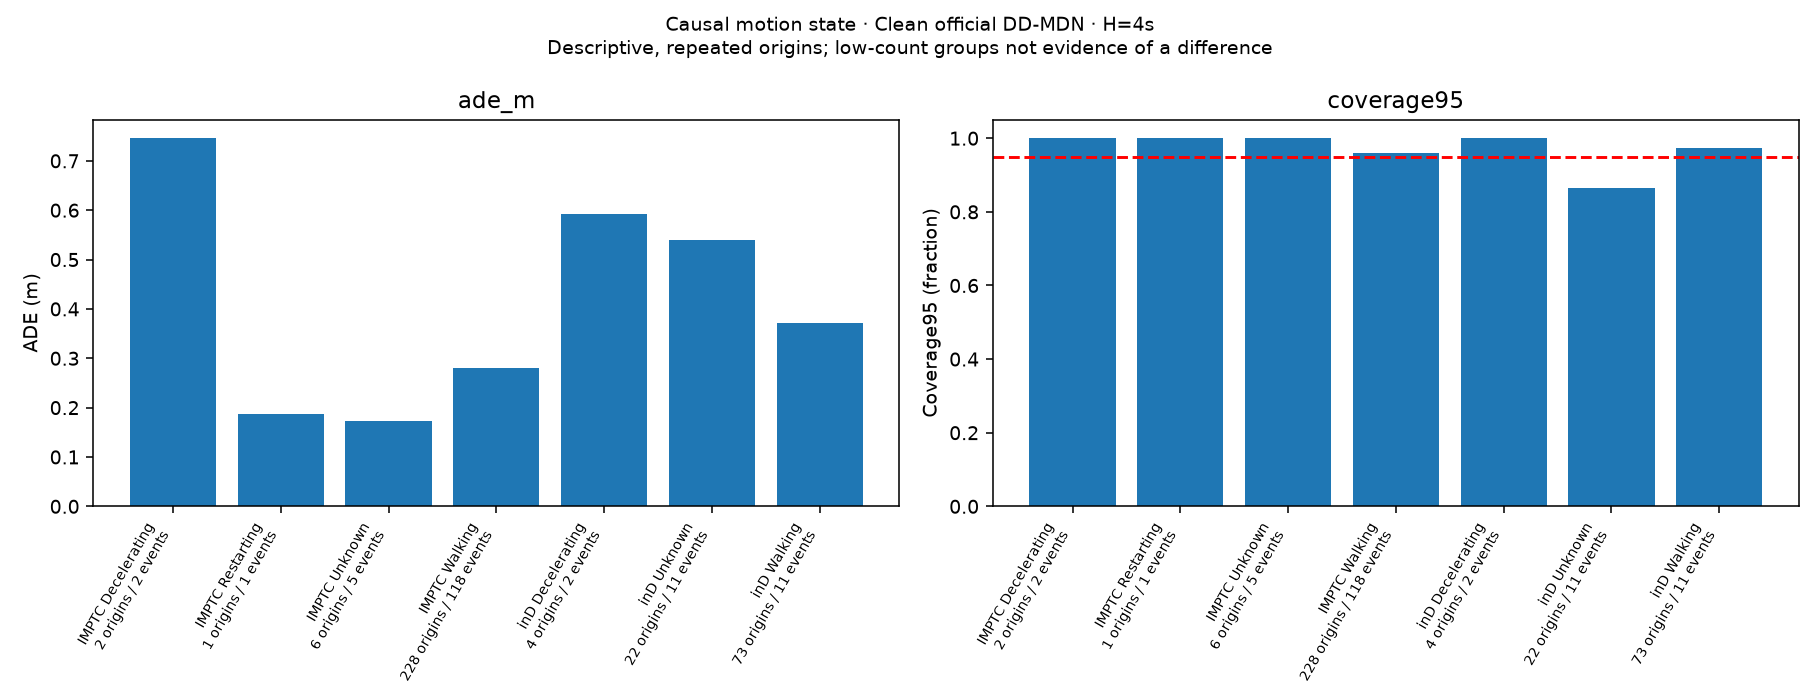 Causal motion state · Clean official DD-MDN · H=4s
Descriptive, repeated origins; low-count groups not evidence of a difference
ade_m
ADE (m)
0.7
0.6
0.5
0.4
0.3
0.2
0.1
0.0
IMPTC Decelerating
2 origins / 2 events
IMPTC Restarting
1 origins / 1 events
IMPTC Unknown
6 origins / 5 events
IMPTC Walking
228 origins / 118 events
inD Decelerating
4 origins / 2 events
inD Unknown
22 origins / 11 events
inD Walking
73 origins / 11 events
coverage95
Coverage95 (fraction)
1.0
0.8
0.6
0.4
0.2
0.0
IMPTC Decelerating
2 origins / 2 events
IMPTC Restarting
1 origins / 1 events
IMPTC Unknown
6 origins / 5 events
IMPTC Walking
228 origins / 118 events
inD Decelerating
4 origins / 2 events
inD Unknown
22 origins / 11 events
inD Walking
73 origins / 11 events